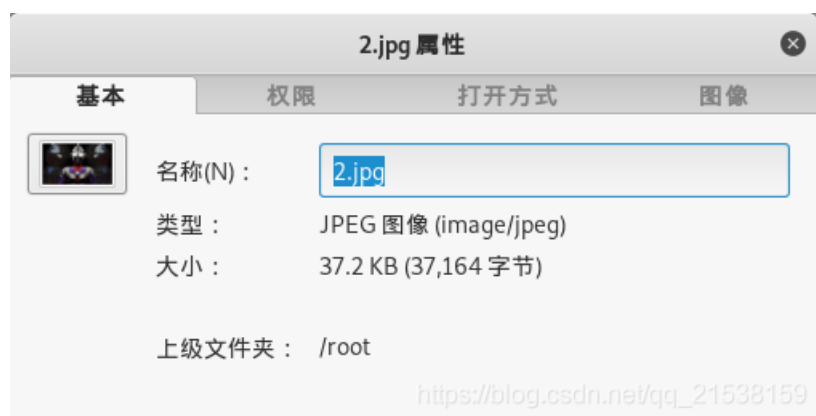 2.jpg 属性
基本 权限 打开方式 图像
名称(N)： 2.jpg
类型： JPEG 图像 (image/jpeg)
大小： 37.2 KB (37,164 字节)
上级文件夹： /root
https://blog.csdn.net/qq_21538159